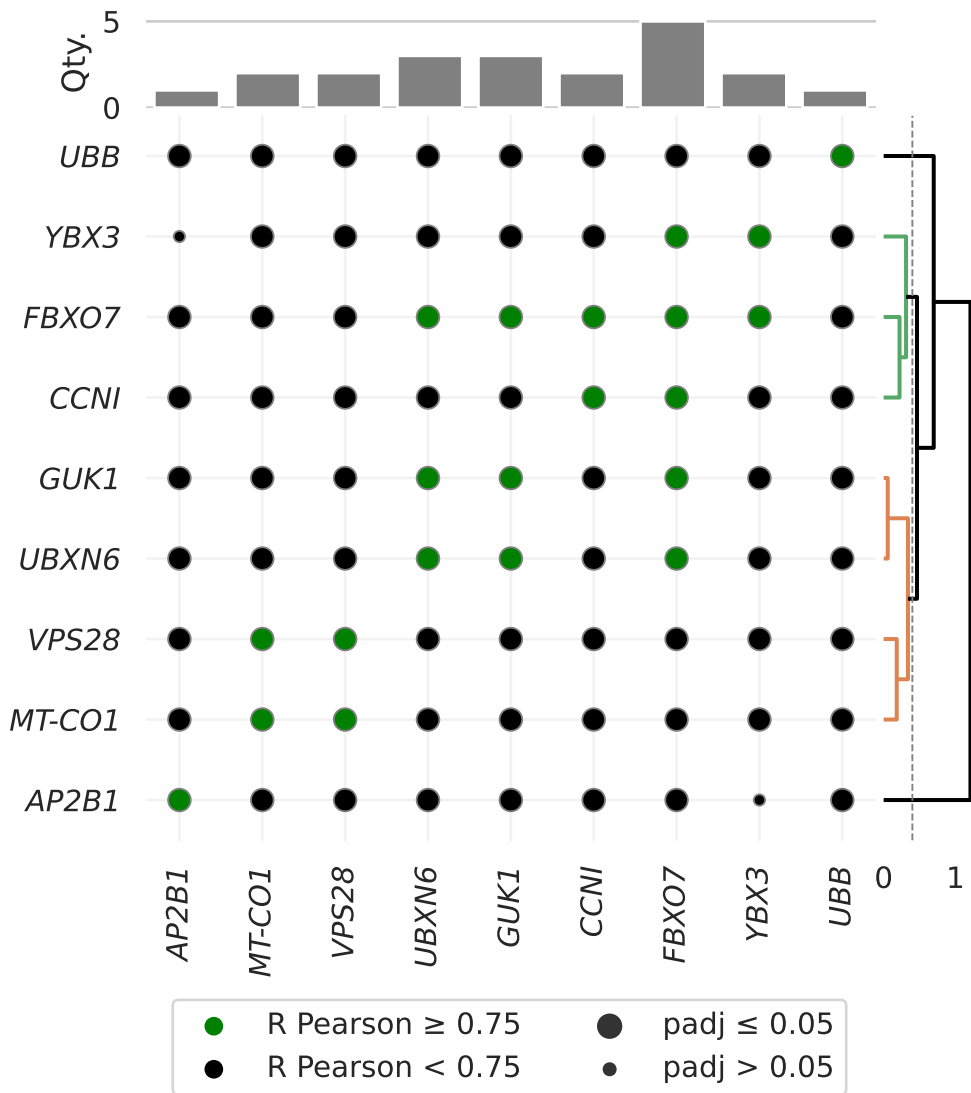 Qty.
5
0
UBB
YBX3
FBXO7
CCNI
GUK1
UBXN6
VPS28
MT-CO1
AP2B1
AP2B1
MT-CO1
VPS28
UBXN6
GUK1
CCNI
FBXO7
YBX3
UBB
0 1
R Pearson ≥ 0.75 padj ≤ 0.05
R Pearson < 0.75 padj > 0.05